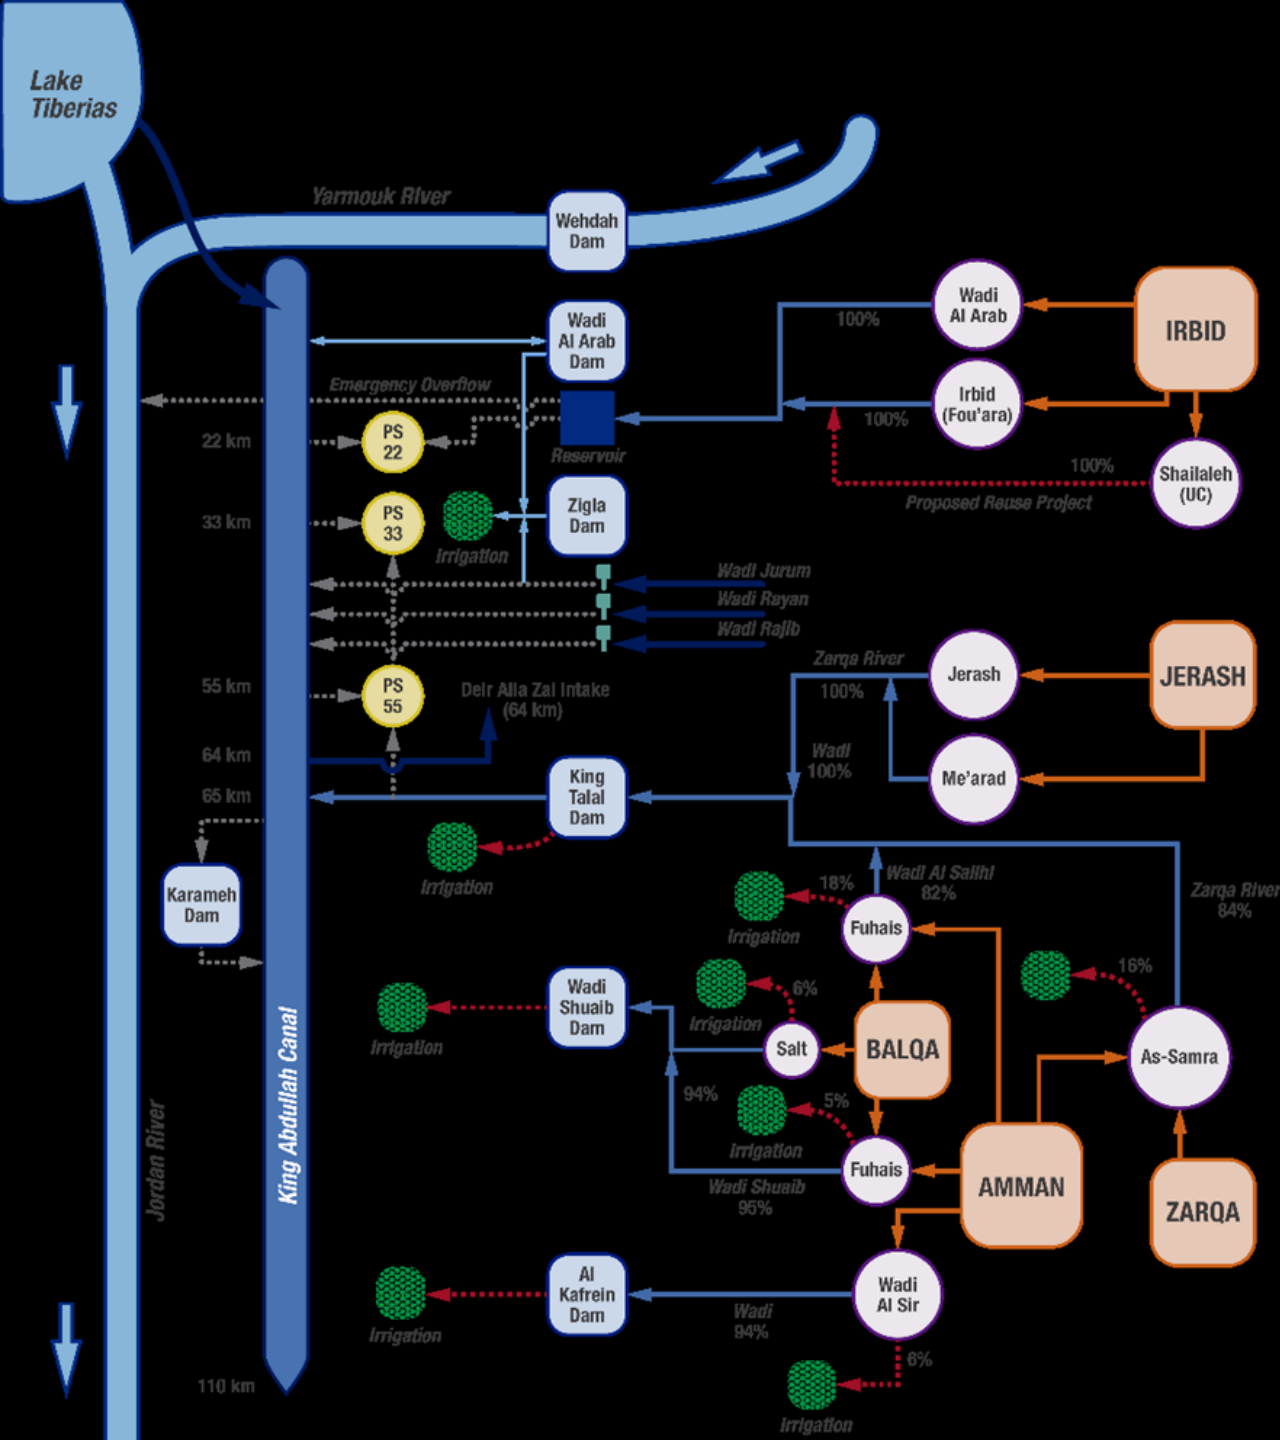 Lake
Tiberias
Yarmouk River
Wehdah
Dam
Wadi
Al Arab
Dam
Wadi
Al Arab
IRBID
100%
Emergency Overflow
Irbid
(Fou'ara)
100%
22 km
PS
22
Reservoir
100%
Shailaleh
(UC)
Proposed Reuse Project
33 km
PS
33
Irrigation
Zigla
Dam
Wadi Jurum
Wadi Rayan
Wadi Rajib
Zarqa River
100%
Jerash
JERASH
55 km
PS
55
Deir Alla Zai Intake
(64 km)
Wadi
100%
Me'arad
64 km
65 km
King
Talal
Dam
Irrigation
Karameh
Dam
18%
Wadi Al Salihi
82%
Zarqa River
84%
Irrigation
Fuhais
16%
6%
Irrigation
Wadi
Shuaib
Dam
Irrigation
Salt
BALQA
As-Samra
94%
5%
Irrigation
Fuhais
Wadi Shuaib
95%
AMMAN
ZARQA
Jordan River
King Abdullah Canal
Al
Kafrein
Dam
Irrigation
Wadi
94%
Wadi
Al Sir
6%
Irrigation
110 km